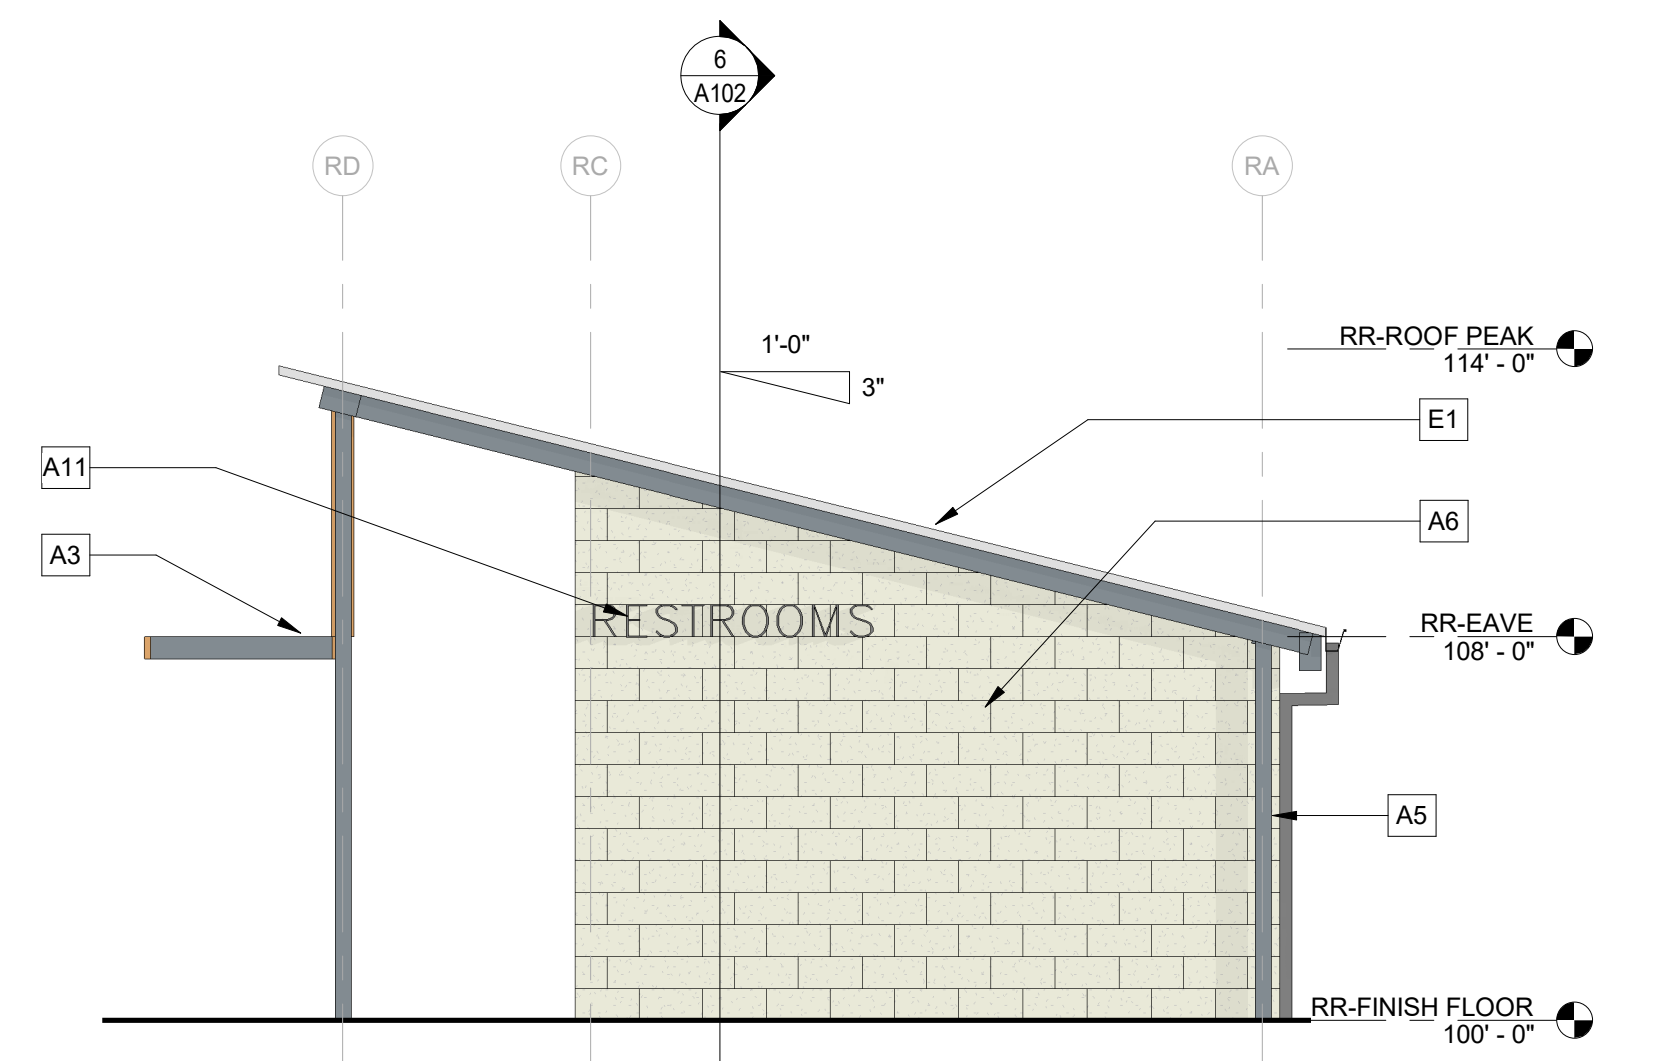 6
A102
RD
RC
RA
1'-0"
3"
RR-ROOF PEAK
114' - 0"
E1
A11
A6
A3
RESTROOMS
RR-EAVE
108' - 0"
A5
RR-FINISH FLOOR
100' - 0"